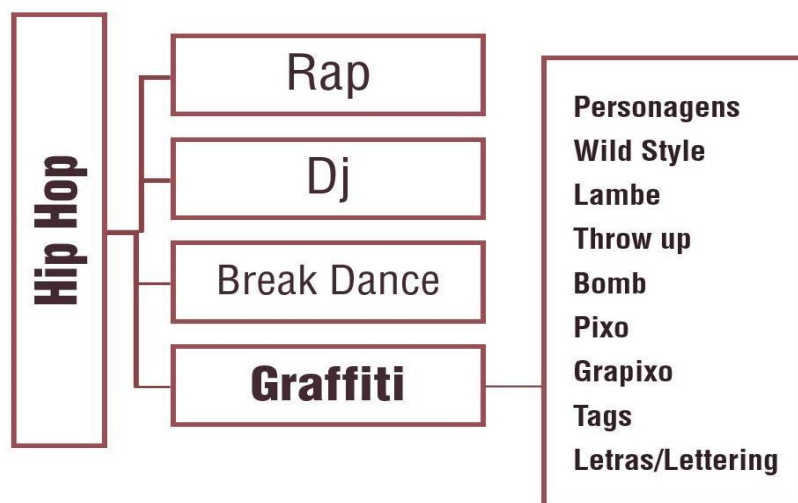 Hip Hop
Rap
Dj
Break Dance
Graffiti
Personagens
Wild Style
Lambe
Throw up
Bomb
Pixo
Grapixo
Tags
Letras/Lettering